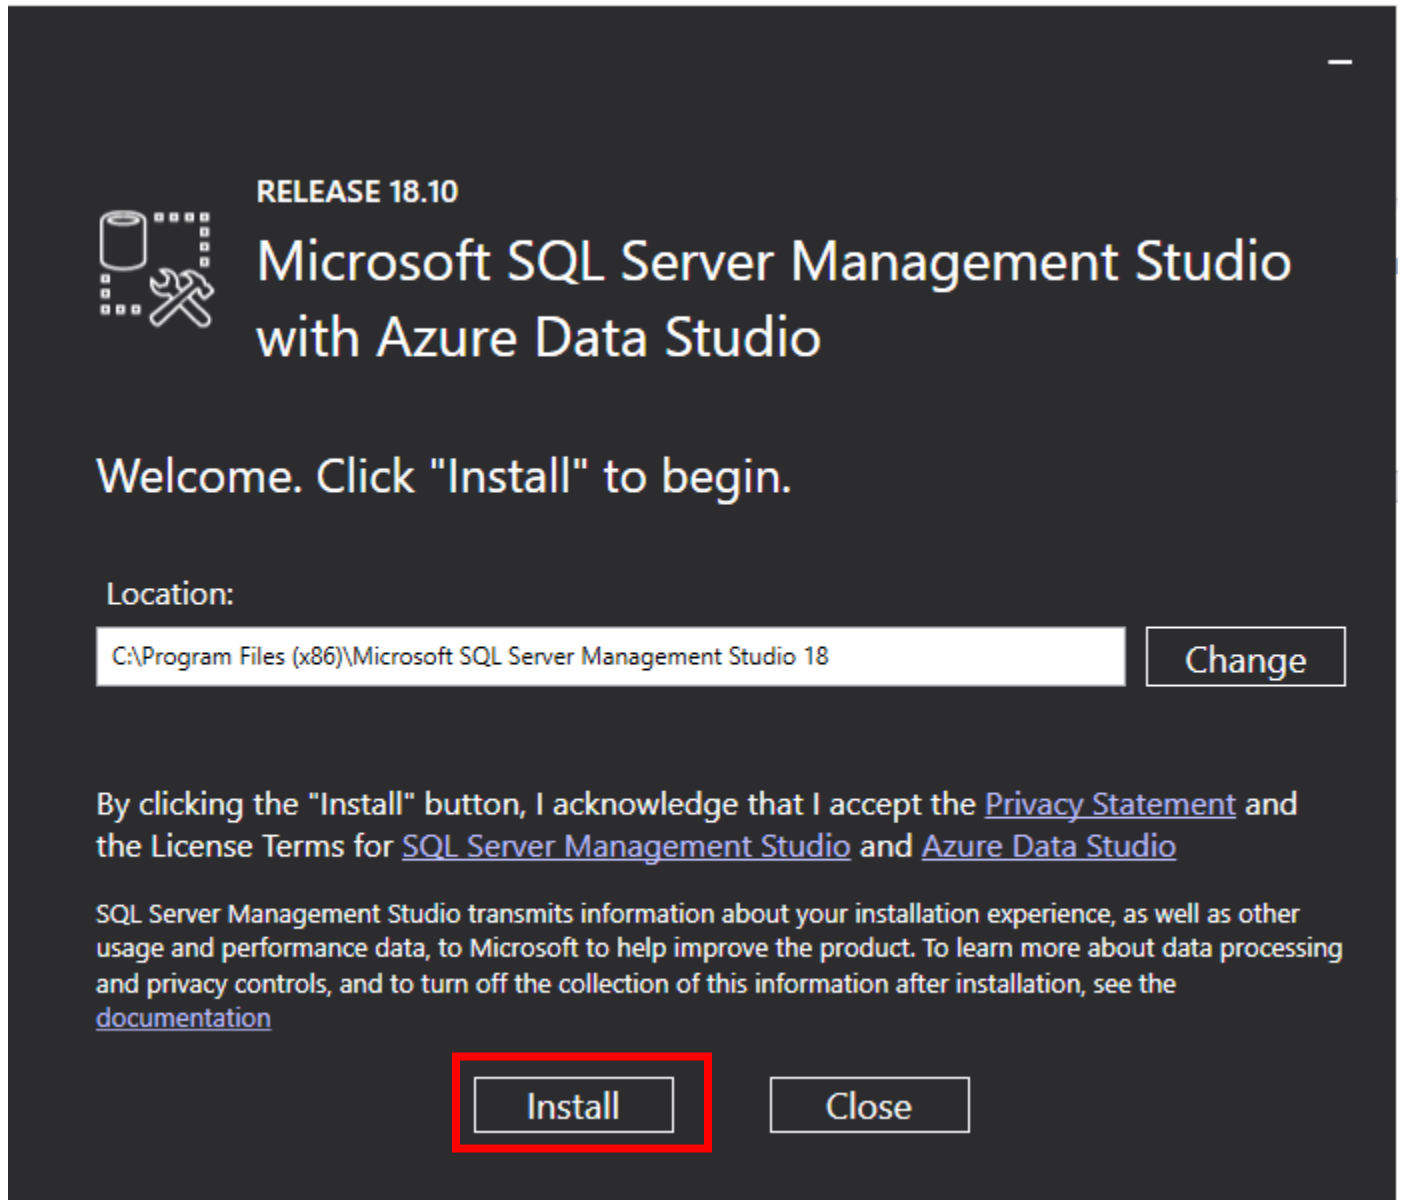 RELEASE 18.10
Microsoft SQL Server Management Studio
with Azure Data Studio
Welcome. Click "Install" to begin.
Location:
C:\Program Files (x86)\Microsoft SQL Server Management Studio 18
Change
By clicking the "Install" button, I acknowledge that I accept the Privacy Statement and
the License Terms for SQL Server Management Studio and Azure Data Studio
SQL Server Management Studio transmits information about your installation experience, as well as other
usage and performance data, to Microsoft to help improve the product. To learn more about data processing
and privacy controls, and to turn off the collection of this information after installation, see the
documentation
Install
Close